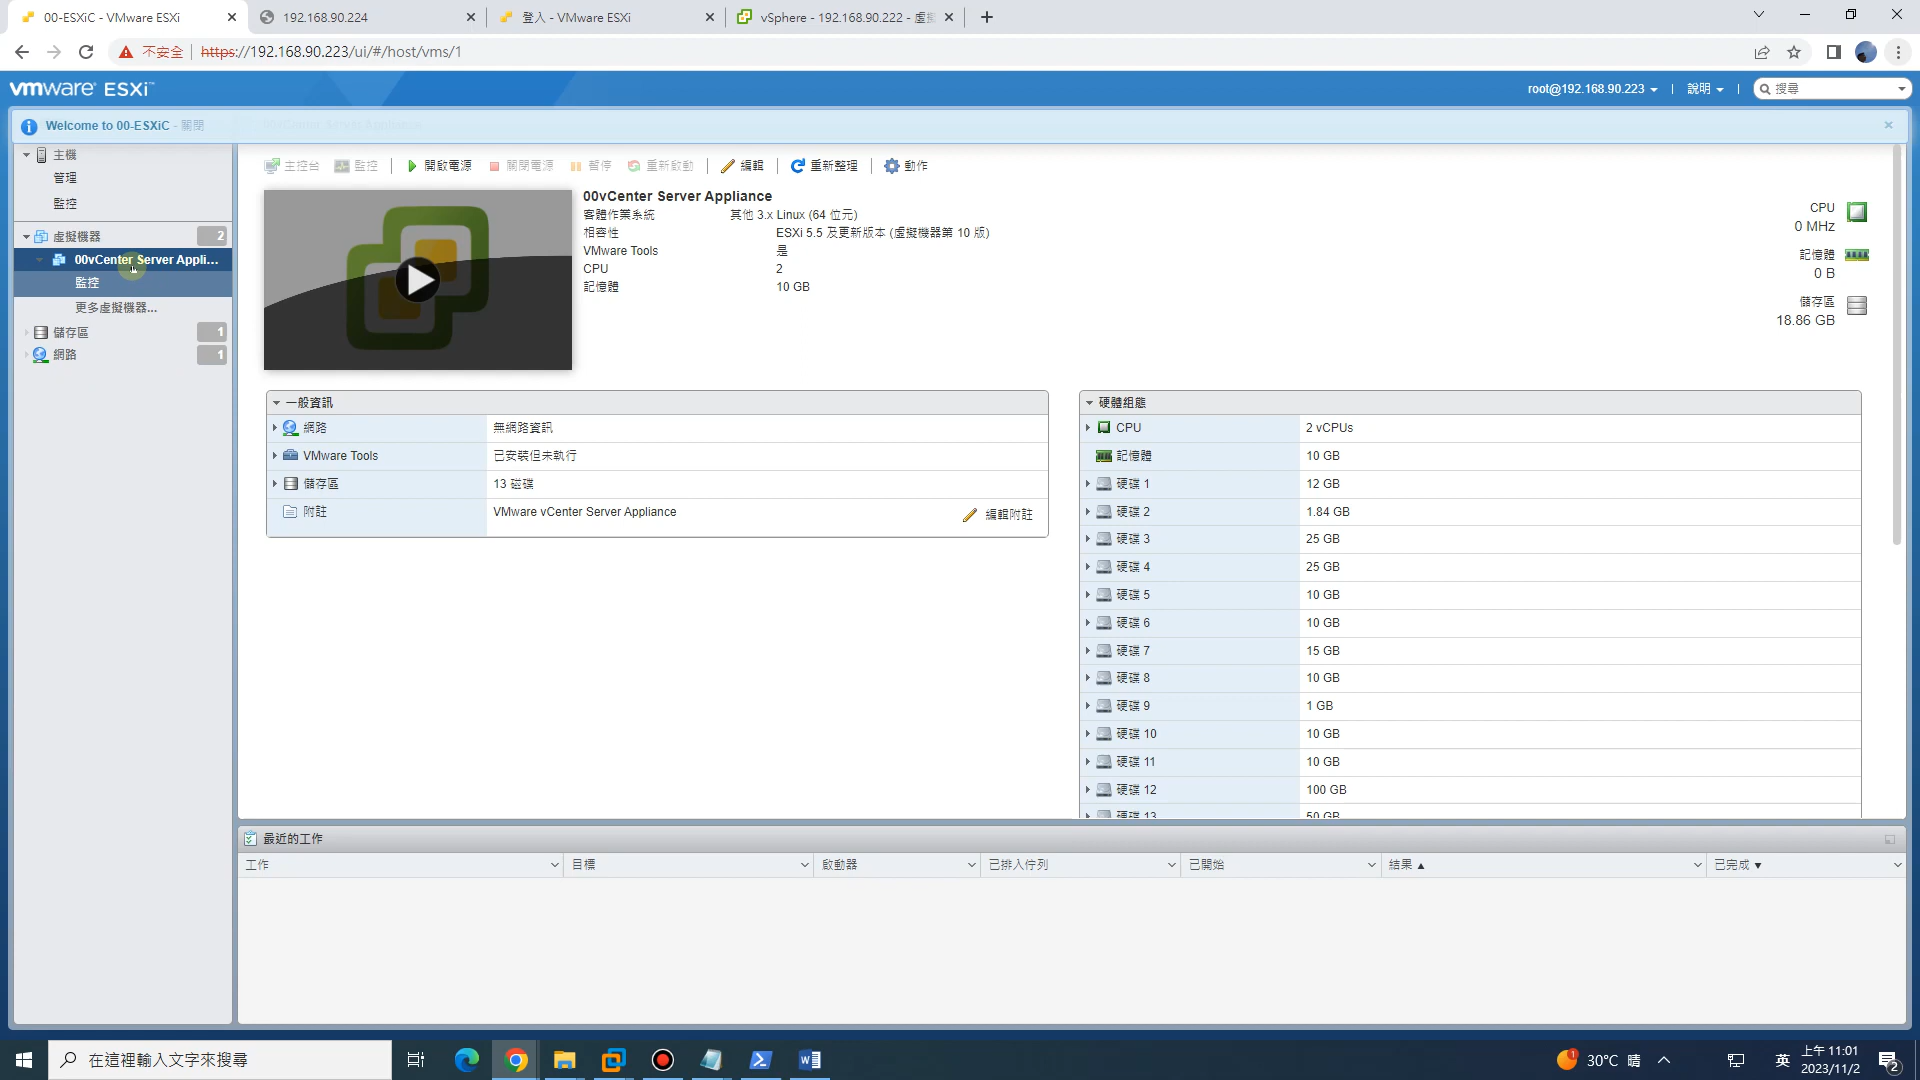 00-ESXiC - VMware ESXi
192.168.90.224
登入 - VMware ESXi
vSphere - 192.168.90.222 - 虛擬
不安全
https://192.168.90.223/ui/#/host/vms/1
vmware ESXi™
root@192.168.90.223
說明
搜尋
Welcome to 00-ESXiC - 關閉
主機
管理
監控
虛擬機器
2
00vCenter Server Appli...
監控
更多虛擬機器...
儲存區
1
網路
1
主控台
監控
開啟電源
關閉電源
暫停
重新啟動
編輯
重新整理
動作
00vCenter Server Appliance
客體作業系統 其他 3.x Linux (64 位元)
相容性 ESXi 5.5 及更新版本 (虛擬機器第 10 版)
VMware Tools 是
CPU 2
記憶體 10 GB
CPU
0 MHz
記憶體
0 B
儲存區
18.86 GB
一般資訊
網路 無網路資訊
VMware Tools 已安裝但未執行
儲存區 13 磁碟
附註 VMware vCenter Server Appliance 編輯附註
硬體組態
CPU 2 vCPUs
記憶體 10 GB
硬碟 1 12 GB
硬碟 2 1.84 GB
硬碟 3 25 GB
硬碟 4 25 GB
硬碟 5 10 GB
硬碟 6 10 GB
硬碟 7 15 GB
硬碟 8 10 GB
硬碟 9 1 GB
硬碟 10 10 GB
硬碟 11 10 GB
硬碟 12 100 GB
硬碟 13 50 GB
最近的工作
工作 目標 啟動器 已排入佇列 已開始 結果 ▲ 已完成 ▼
在這裡輸入文字來搜尋
1
30°C 晴
英
上午 11:01
2023/11/2
2